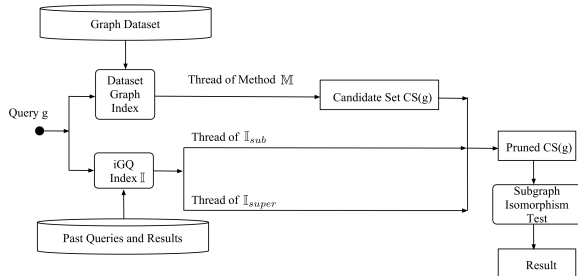 Graph Dataset
Dataset
Graph
Index
Thread of Method 𝕄
Candidate Set CS(g)
Query g
iGQ
Index 𝕀
Thread of 𝕀sub
Thread of 𝕀super
Pruned CS(g)
Subgraph
Isomorphism
Test
Past Queries and Results
Result